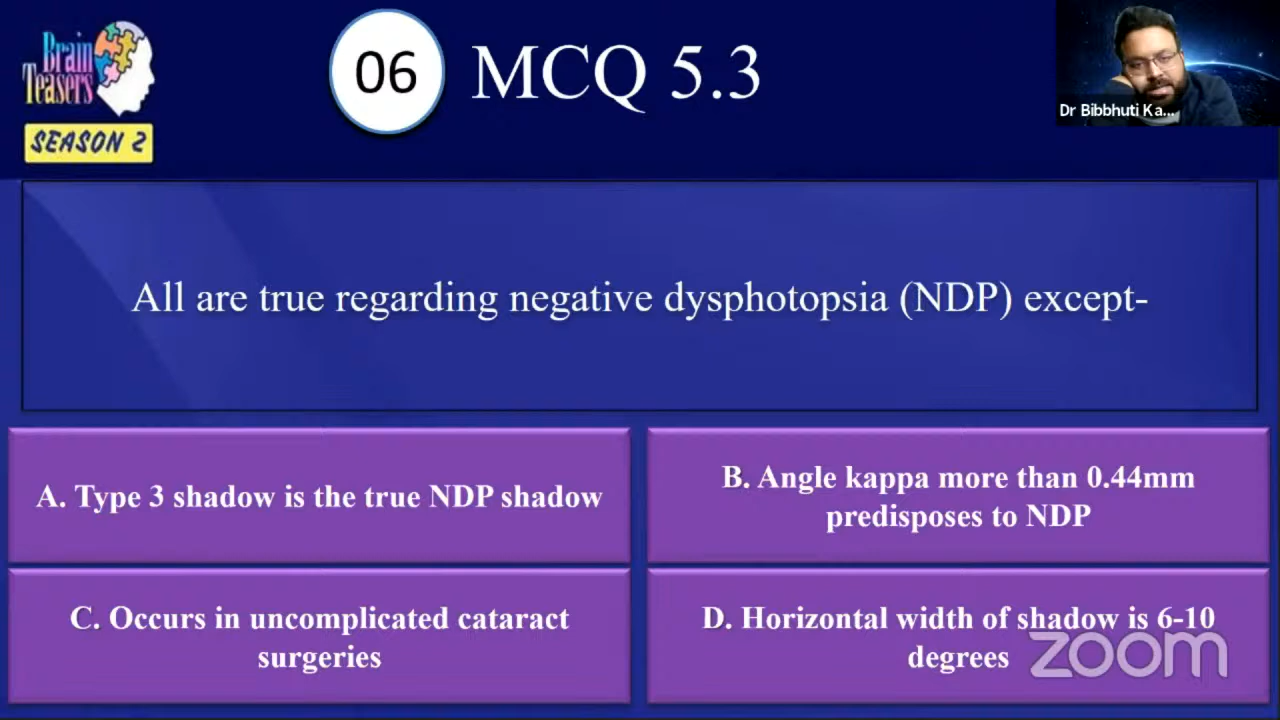 Brain
Teasers
SEASON 2
06
MCQ 5.3
Dr Bibbhuti Ka...
All are true regarding negative dysphotopsia (NDP) except-
A. Type 3 shadow is the true NDP shadow
B. Angle kappa more than 0.44mm
predisposes to NDP
C. Occurs in uncomplicated cataract
surgeries
D. Horizontal width of shadow is 6-10
degrees
zoom